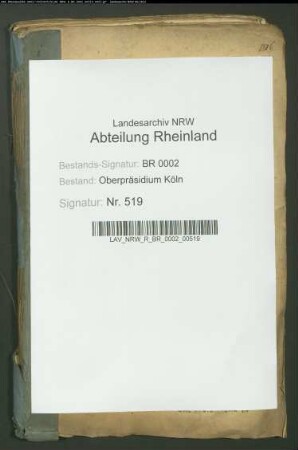 Landesarchiv NRW
Abteilung Rheinland
Bestands-Signatur: BR 0002
Bestand: Oberpräsidium Köln
Signatur: Nr. 519
LAV_NRW_R_BR_0002_00519